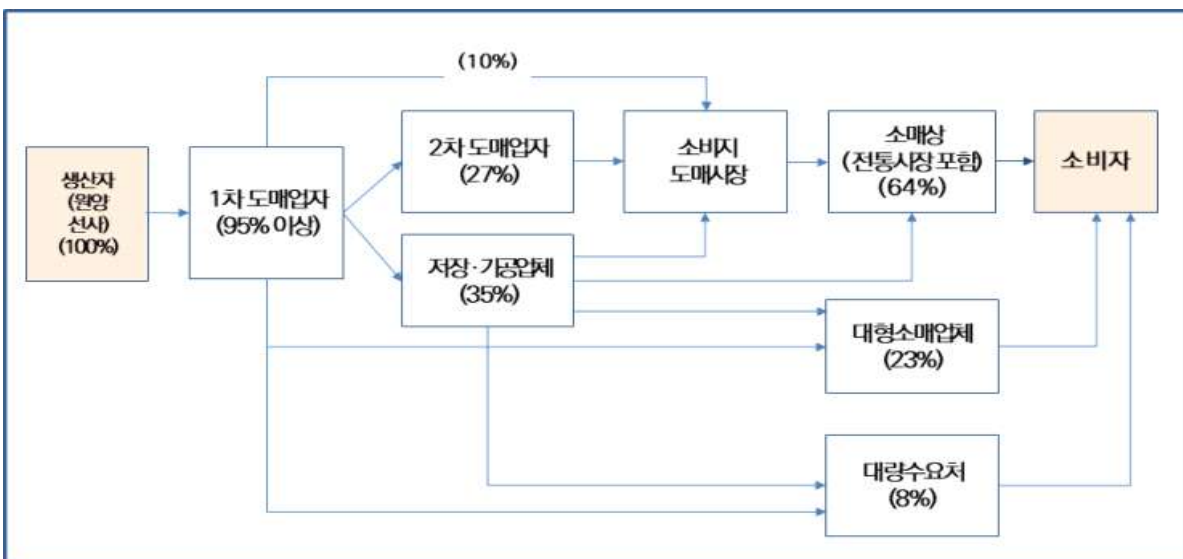 (10%)
생산자
(원양
선사)
(100%)
1차 도매업자
(95% 이상)
2차 도매업자
(27%)
저장·가공업체
(35%)
소비지
도매시장
소매상
(전통시장 포함)
(64%)
소비자
대형소매업체
(23%)
대량수요처
(8%)